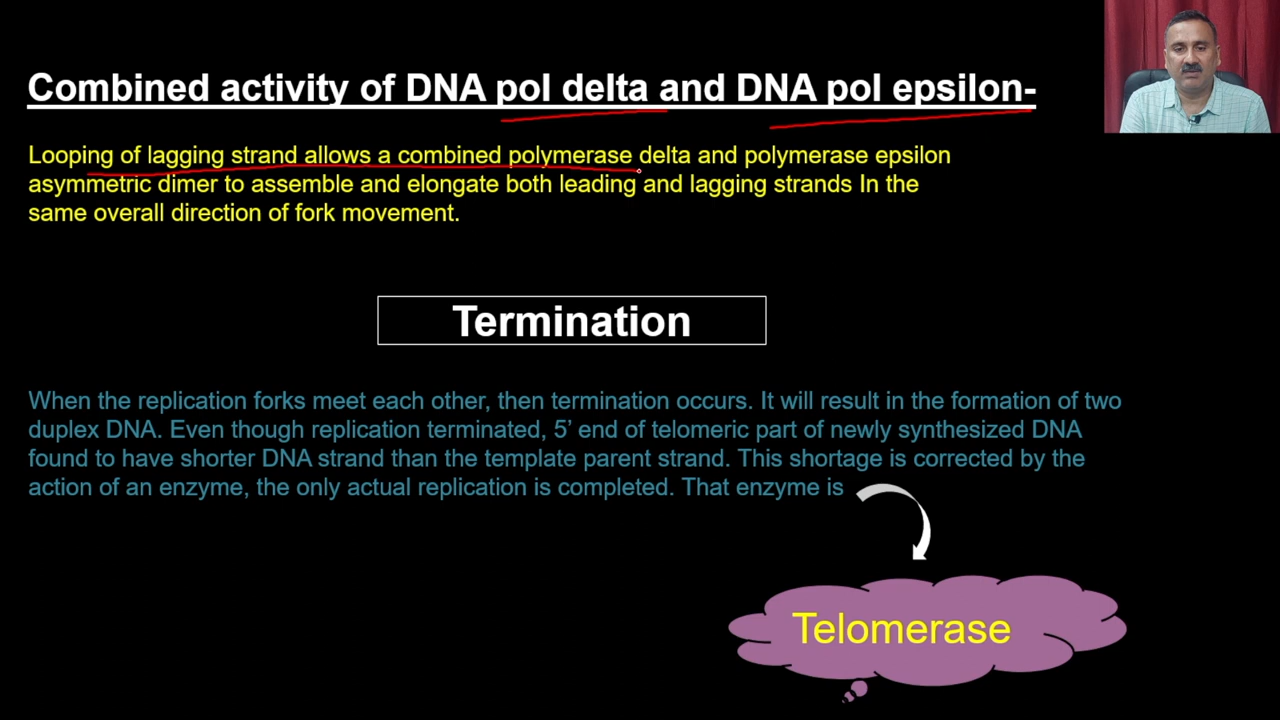 Combined activity of DNA pol delta and DNA pol epsilon-
Looping of lagging strand allows a combined polymerase delta and polymerase epsilon
asymmetric dimer to assemble and elongate both leading and lagging strands In the
same overall direction of fork movement.
Termination
When the replication forks meet each other, then termination occurs. It will result in the formation of two
duplex DNA. Even though replication terminated, 5’ end of telomeric part of newly synthesized DNA
found to have shorter DNA strand than the template parent strand. This shortage is corrected by the
action of an enzyme, the only actual replication is completed. That enzyme is
Telomerase